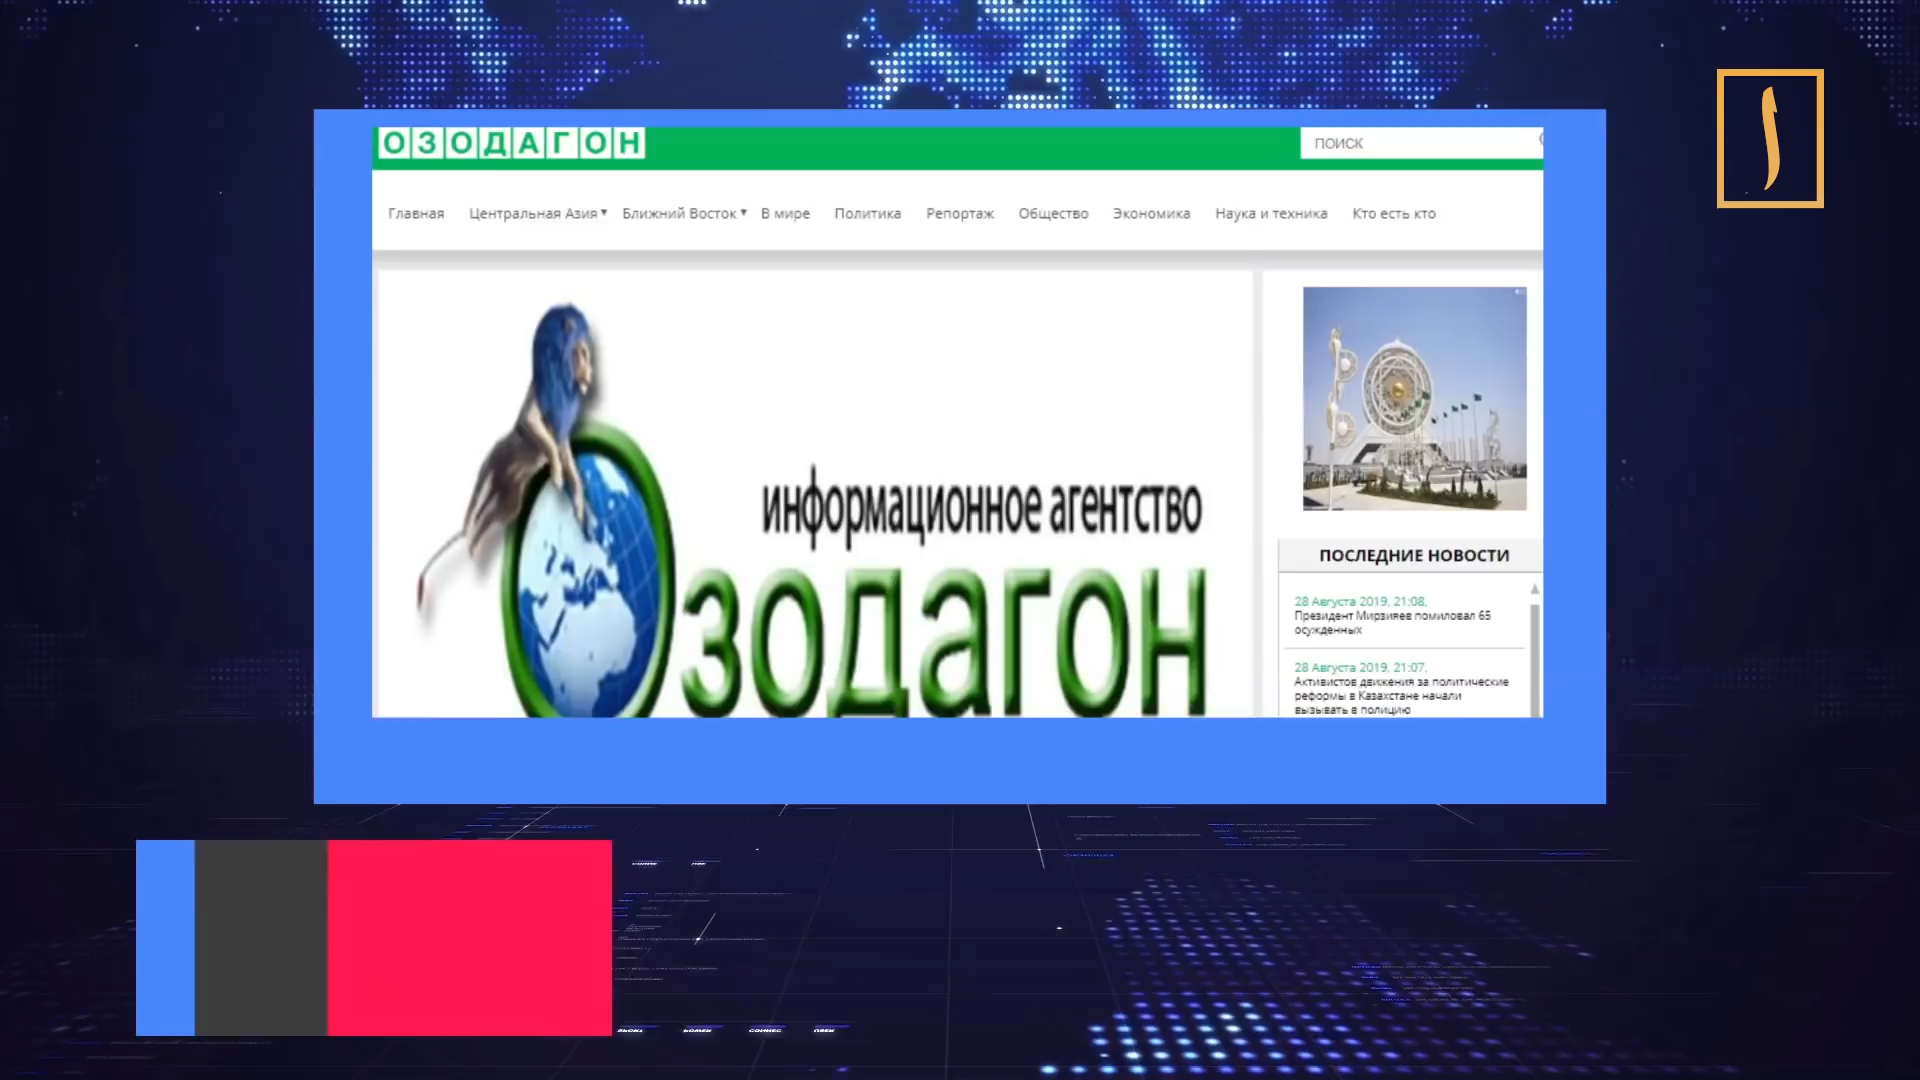 ОЗОДАГОН
ПОИСК
Главная Центральная Азия Ближний Восток В мире Политика Репортаж Общество Экономика Наука и техника Кто есть кто
информационное агентство
Озодагон
ПОСЛЕДНИЕ НОВОСТИ
28 Августа 2019, 21:08,
Президент Мирзияев помиловал 65
осужденных
28 Августа 2019, 21:07,
Активистов движения за политические
реформы в Казахстане начали
вызывать в полицию